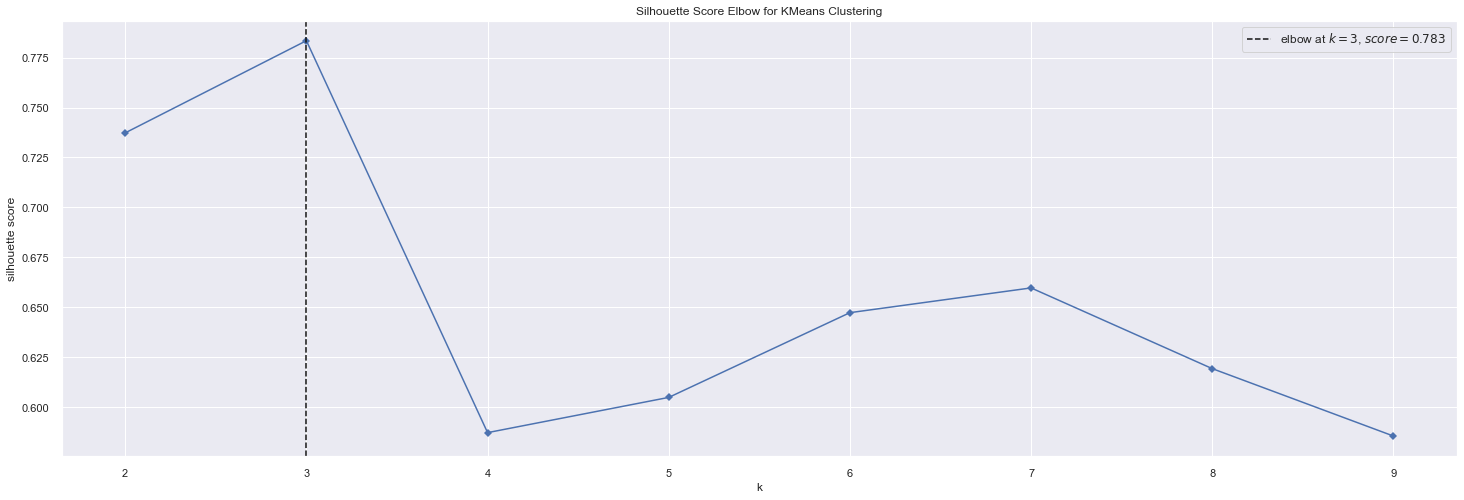 Silhouette Score Elbow for KMeans Clustering
elbow at k = 3, score = 0.783
silhouette score
0.775
0.750
0.725
0.700
0.675
0.650
0.625
0.600
2 3 4 5 6 7 8 9
k